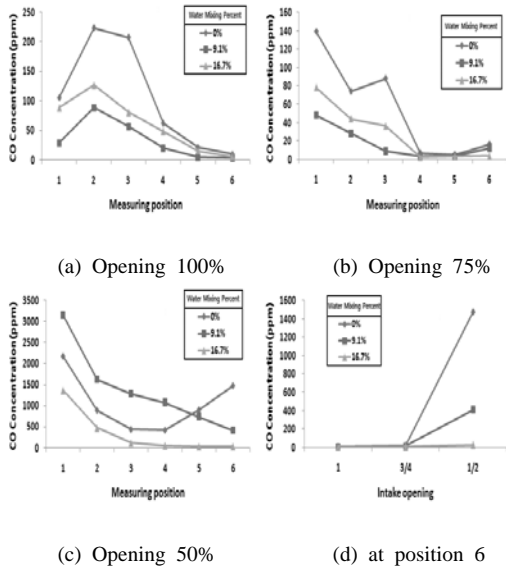 CO Concentration(ppm)
250
200
150
100
50
0
Water Mixing Percent
0%
9.1%
16.7%
1 2 3 4 5 6
Measuring position
(a) Opening 100%
CO Concentration(ppm)
160
140
120
100
80
60
40
20
0
Water Mixing Percent
0%
9.1%
16.7%
1 2 3 4 5 6
Measuring position
(b) Opening 75%
CO Concentration (ppm)
3500
3000
2500
2000
1500
1000
500
0
Water Mixing Percent
0%
9.1%
16.7%
1 2 3 4 5 6
Measuring position
(c) Opening 50%
CO Concentration (ppm)
1600
1400
1200
1000
800
600
400
200
0
Water Mixing Percent
0%
9.1%
16.7%
1 3/4 1/2
Intake opening
(d) at position 6